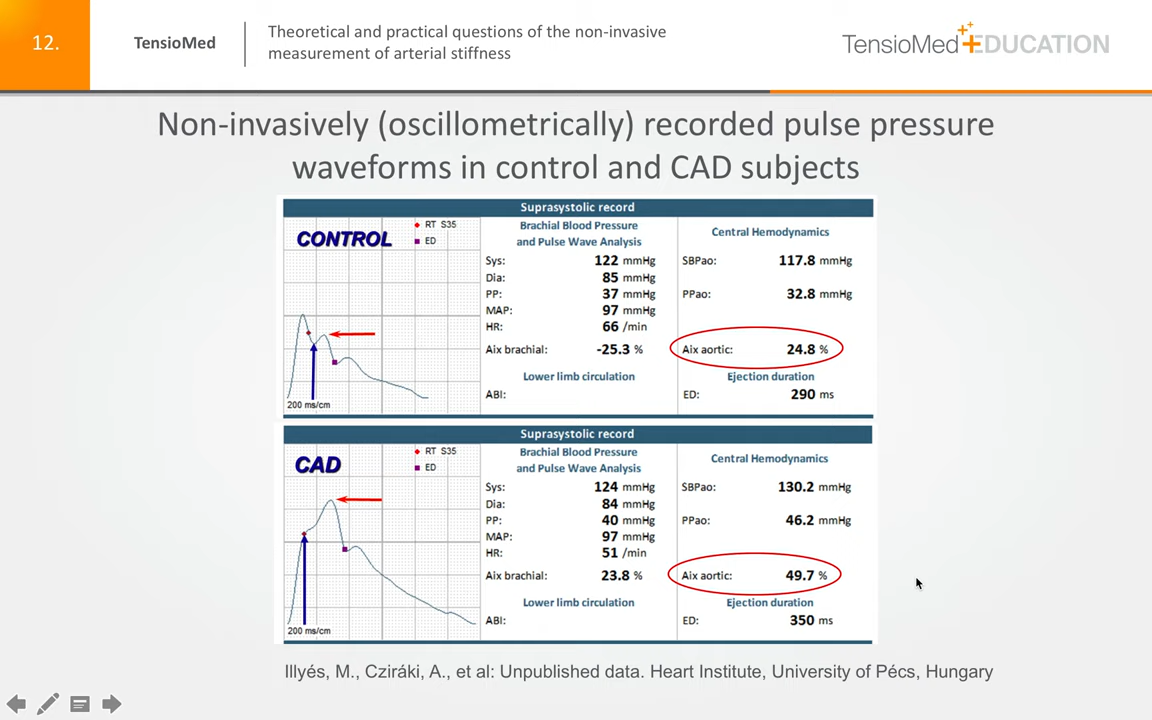 12.
TensioMed
Theoretical and practical questions of the non-invasive
measurement of arterial stiffness
TensioMed EDUCATION
Non-invasively (oscillometrically) recorded pulse pressure
waveforms in control and CAD subjects
Suprasystolic record
CONTROL
RT S35
ED
200 ms/cm
Brachial Blood Pressure
and Pulse Wave Analysis
Sys: 122 mmHg
Dia: 85 mmHg
PP: 37 mmHg
MAP: 97 mmHg
HR: 66 /min
Aix brachial: -25.3 %
Lower limb circulation
ABI:
Central Hemodynamics
SBPao: 117.8 mmHg
PPao: 32.8 mmHg
Aix aortic: 24.8 %
Ejection duration
ED: 290 ms
Suprasystolic record
CAD
RT S35
ED
200 ms/cm
Brachial Blood Pressure
and Pulse Wave Analysis
Sys: 124 mmHg
Dia: 84 mmHg
PP: 40 mmHg
MAP: 97 mmHg
HR: 51 /min
Aix brachial: 23.8 %
Lower limb circulation
ABI:
Central Hemodynamics
SBPao: 130.2 mmHg
PPao: 46.2 mmHg
Aix aortic: 49.7 %
Ejection duration
ED: 350 ms
Illyés, M., Cziráki, A., et al: Unpublished data. Heart Institute, University of Pécs, Hungary